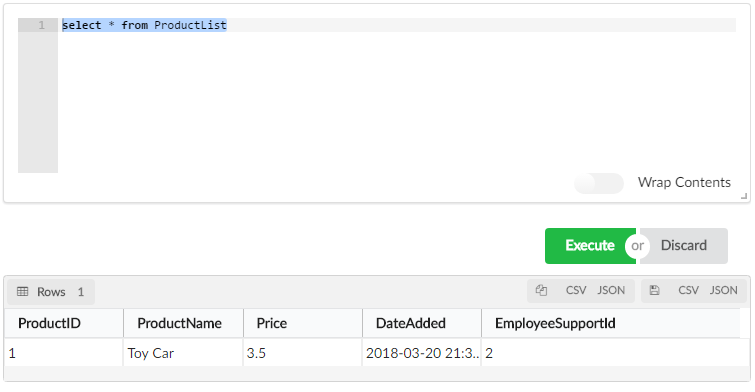 1 select * from ProductList
Wrap Contents
Execute or Discard
Rows 1 CSV JSON CSV JSON
ProductID ProductName Price DateAdded EmployeeSupportId
1 Toy Car 3.5 2018-03-20 21:3.. 2